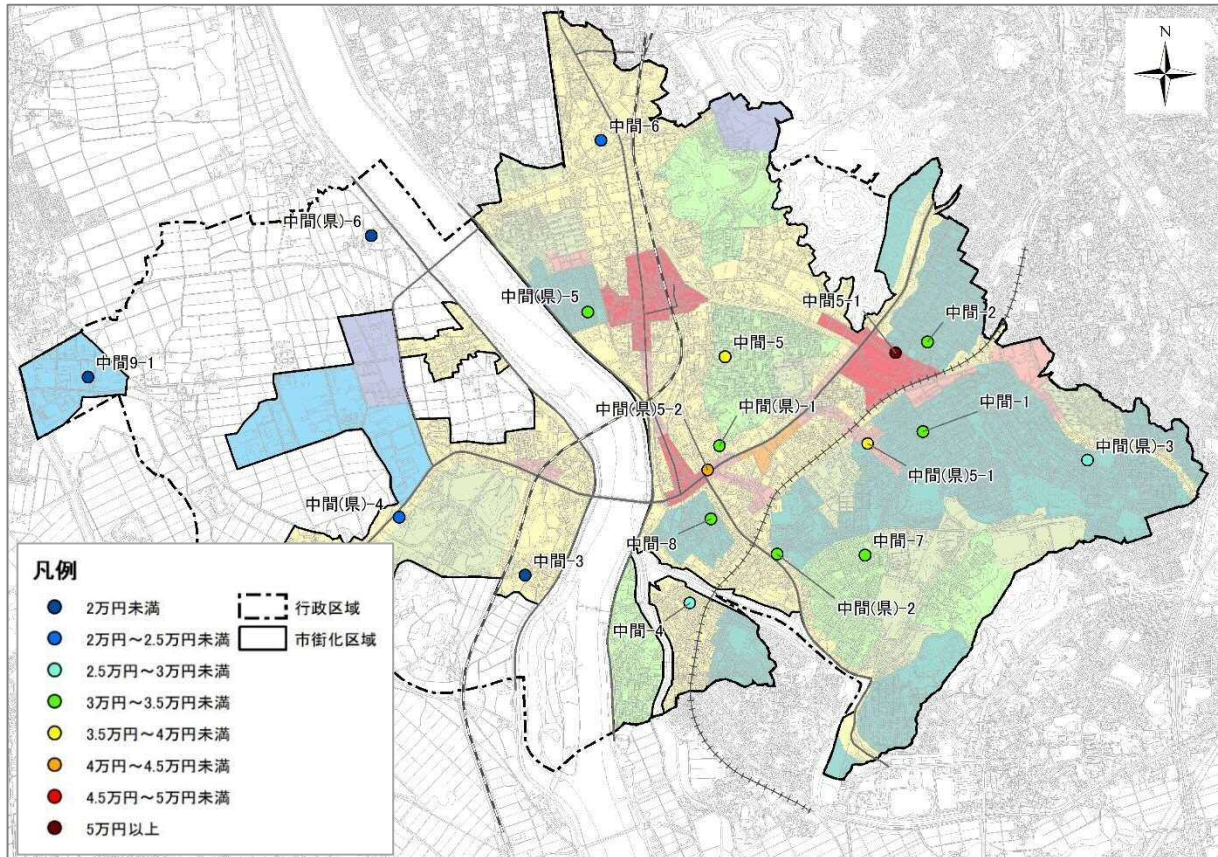 N
中間-6
中間(県)-6
中間(県)-5
中間5-1
中間-2
中間9-1
中間-5
中間(県)5-2
中間(県)-1
中間-1
中間(県)-3
中間(県)5-1
中間(県)-4
中間-8
中間-7
中間-3
中間(県)-2
中間-4
凡例
2万円未満
行政区域
2万円～2.5万円未満
市街化区域
2.5万円～3万円未満
3万円～3.5万円未満
3.5万円～4万円未満
4万円～4.5万円未満
4.5万円～5万円未満
5万円以上